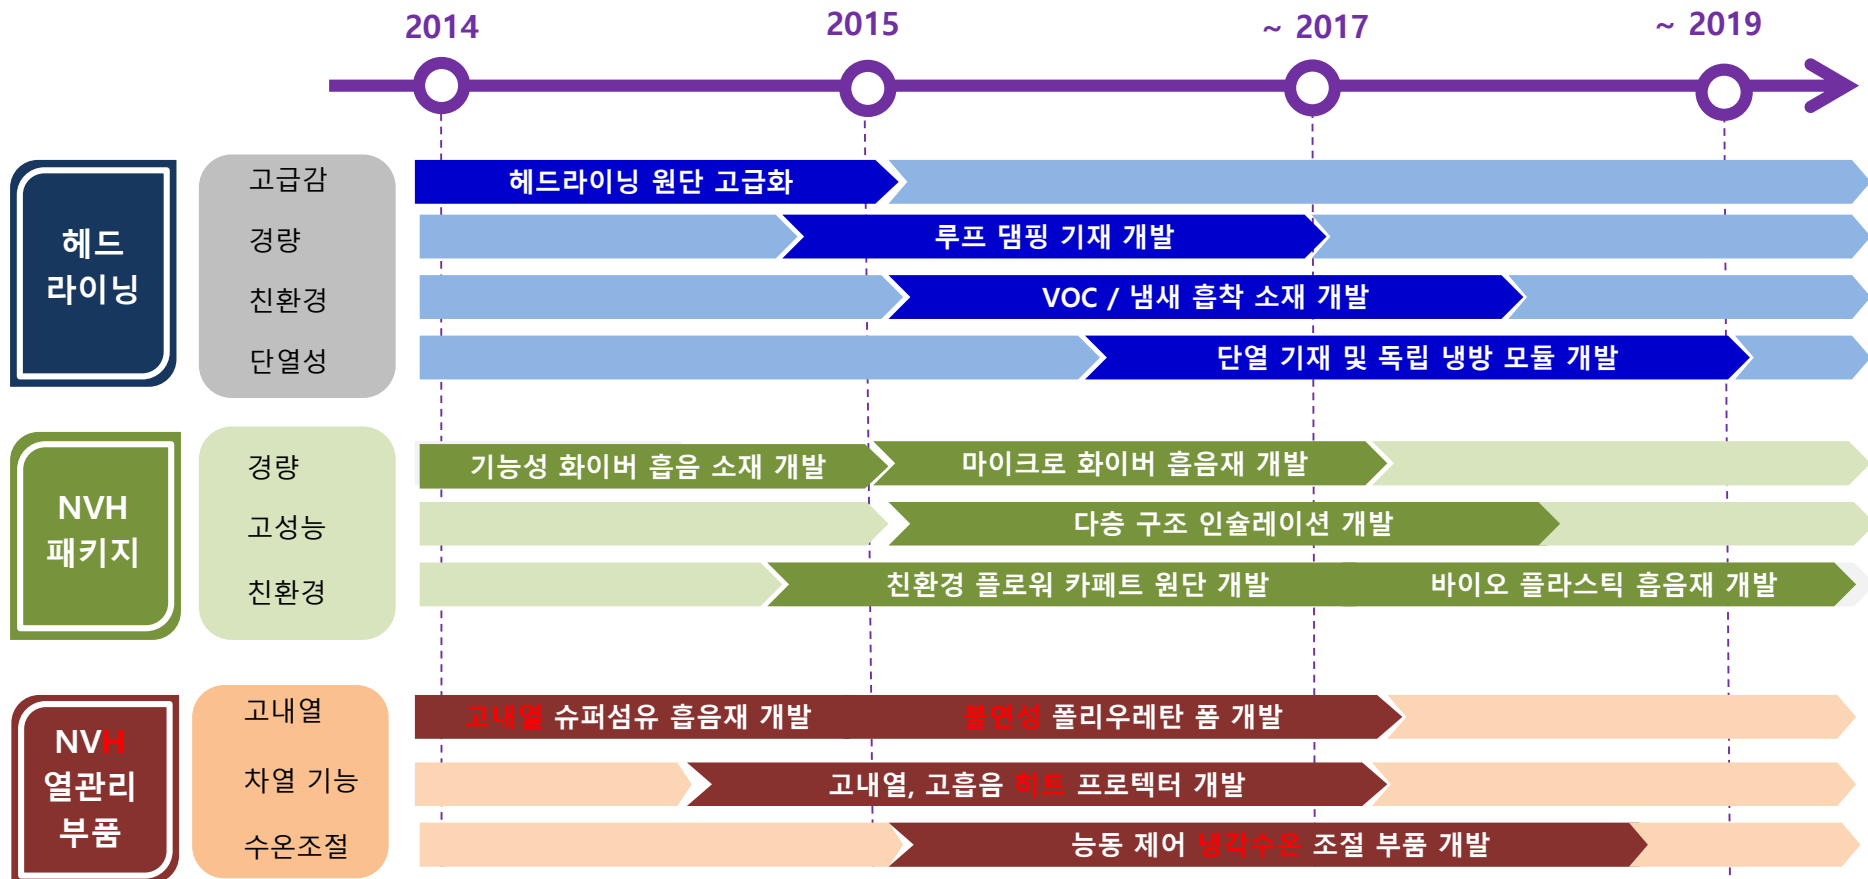 2014
2015
~ 2017
~ 2019
헤드
라이닝
고급감
헤드라이닝 원단 고급화
경량
루프 댐핑 기재 개발
친환경
VOC / 냄새 흡착 소재 개발
단열성
단열 기재 및 독립 냉방 모듈 개발
NVH
패키지
경량
기능성 화이버 흡음 소재 개발
마이크로 화이버 흡음재 개발
고성능
다층 구조 인슐레이션 개발
친환경
친환경 플로워 카페트 원단 개발
바이오 플라스틱 흡음재 개발
NVH
열관리
부품
고내열
고내열 슈퍼섬유 흡음재 개발
불연성 폴리우레탄 폼 개발
차열 기능
고내열, 고흡음 히트 프로텍터 개발
수온조절
능동 제어 냉각수온 조절 부품 개발